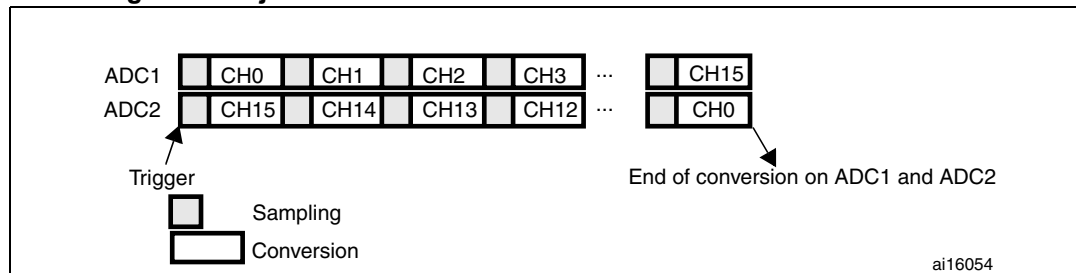 ADC1 CH0 CH1 CH2 CH3 ... CH15
ADC2 CH15 CH14 CH13 CH12 ... CH0
Trigger
End of conversion on ADC1 and ADC2
Sampling
Conversion
ai16054